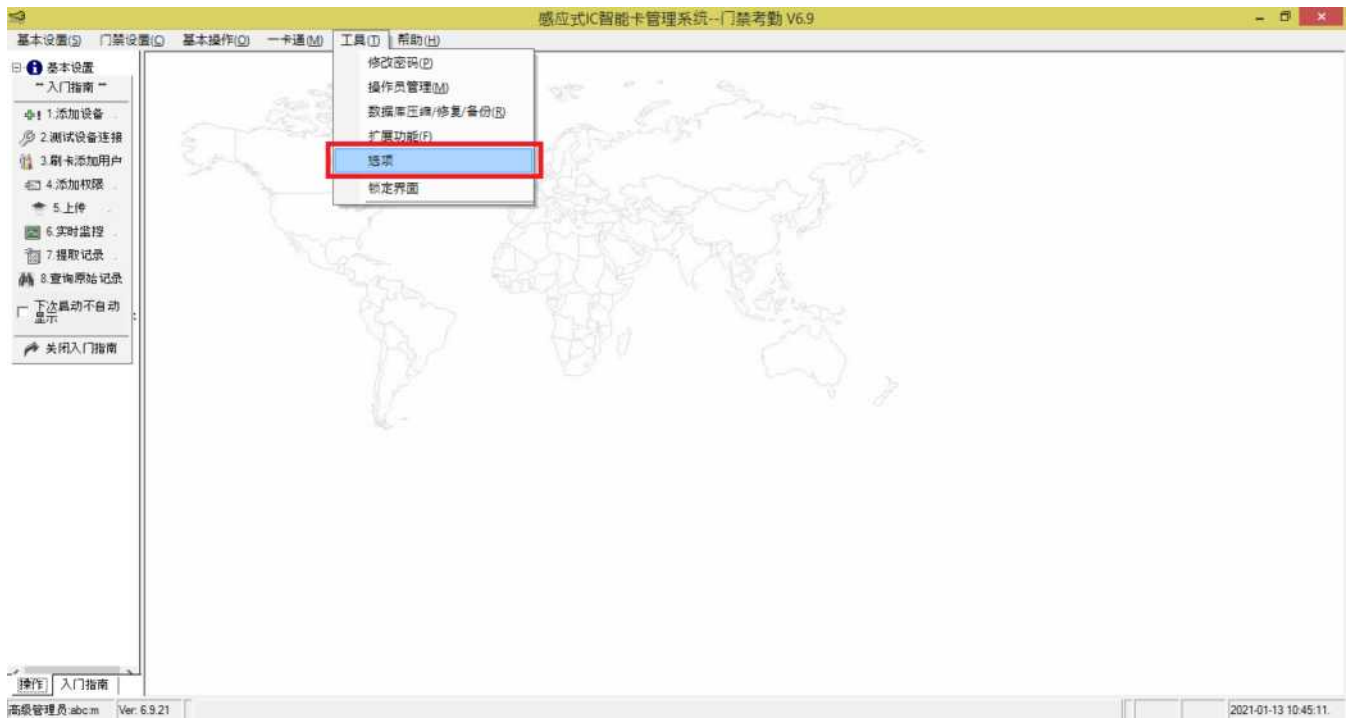 感应式IC智能卡管理系统--门禁考勤 V6.9
基本设置(S) 门禁设置(C) 基本操作(O) 一卡通(M) 工具(T) 帮助(H)
修改密码(P)
操作员管理(M)
数据库压缩/修复/备份(R)
扩展功能(F)
选项
锁定界面
基本设置
入门指南
1.添加设备
2.测试设备连接
3.刷卡添加用户
4.添加权限
5.上传
6.实时监控
7.提取记录
8.查询原始记录
下次启动不自动
显示
关闭入门指南
操作 入门指南
高级管理员:abc:m Ver: 6.9.21 2021-01-13 10:45:11.